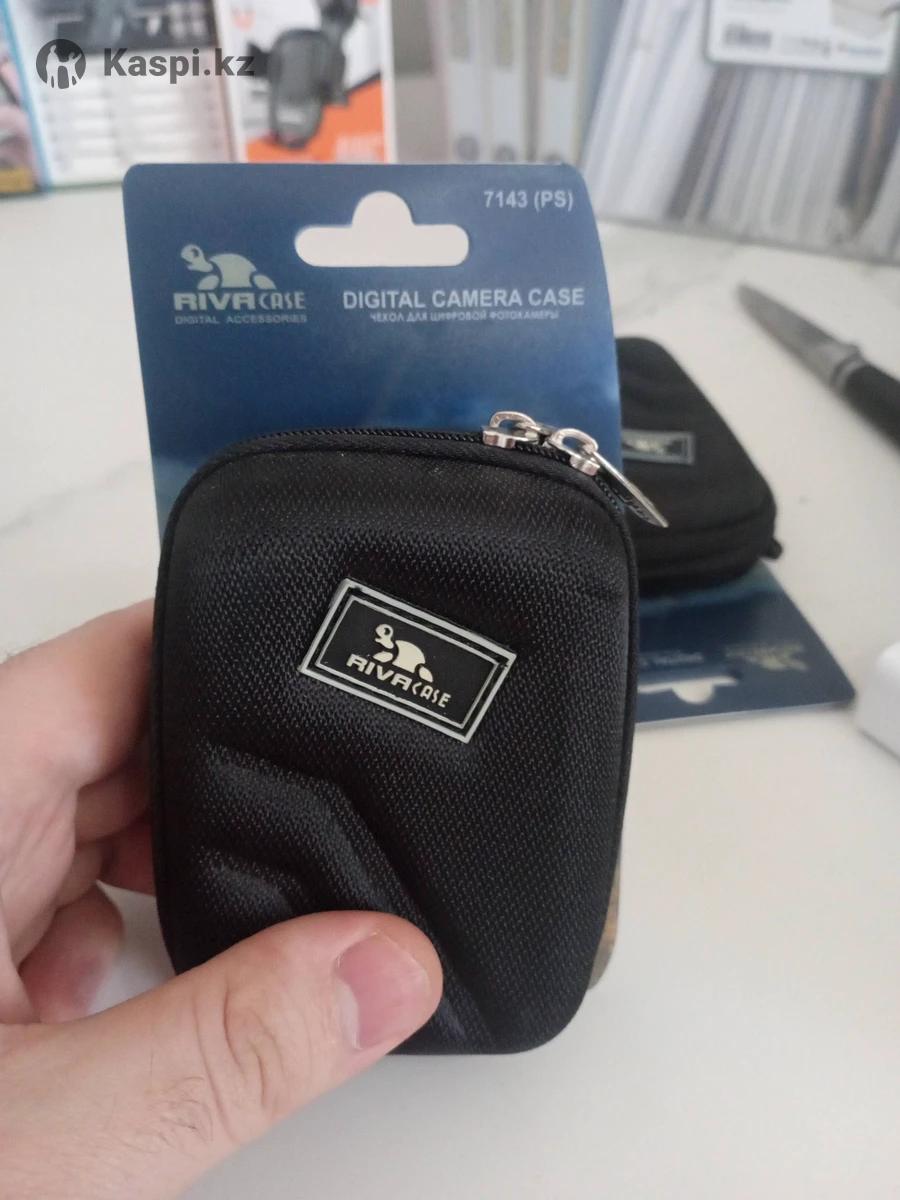 Kaspi.kz
7143 (PS)
RIVACASE
DIGITAL ACCESSORIES
DIGITAL CAMERA CASE
ЧЕХОЛ ДЛЯ ЦИФРОВОЙ ФОТОКАМЕРЫ
RIVACASE